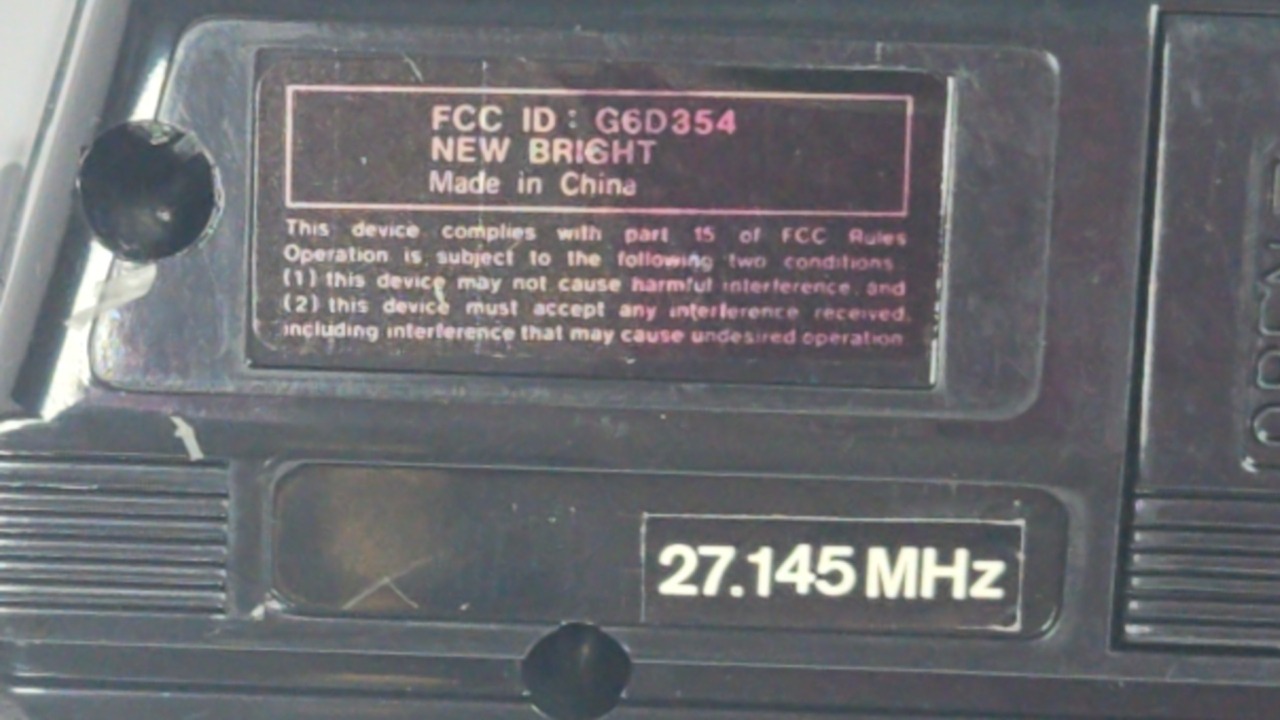 FCC ID : G6D354
NEW BRIGHT
Made in China
This device complies with part 15 of FCC Rules
Operation is subject to the following two conditions
(1) this device may not cause harmful interference, and
(2) this device must accept any interference received,
including interference that may cause undesired operation
27.145 MHz
OPEN